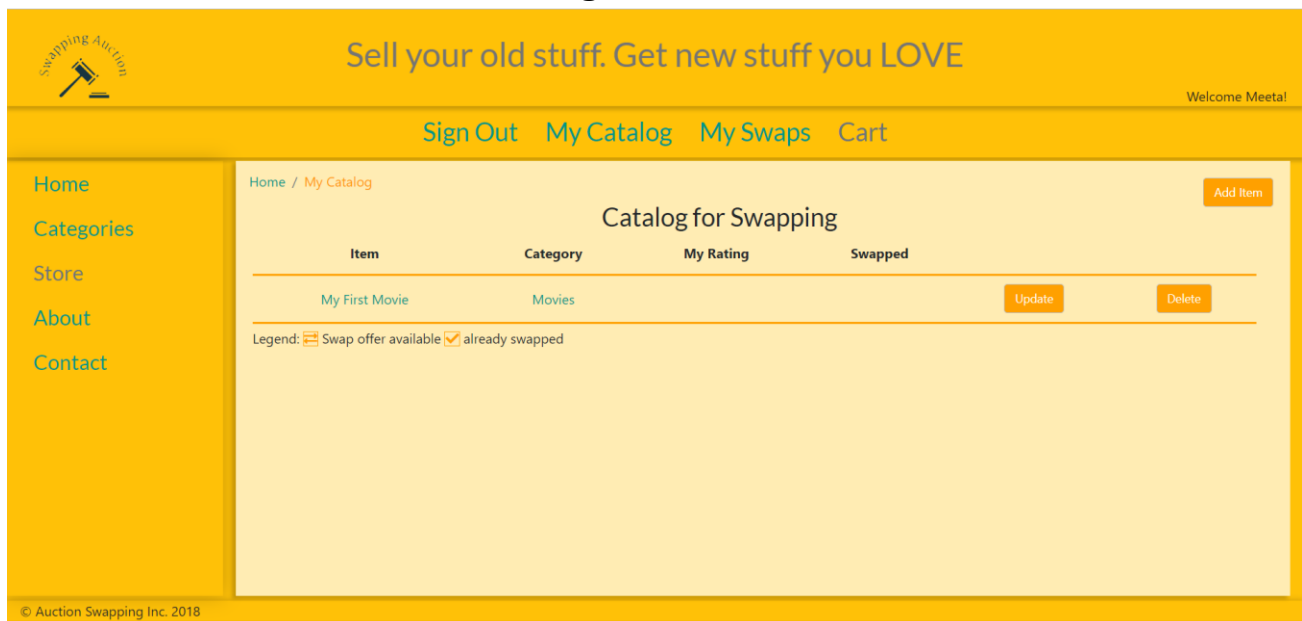 Swapping Auction
Sell your old stuff. Get new stuff you LOVE
Welcome Meeta!
Sign Out My Catalog My Swaps Cart
Home
Categories
Store
About
Contact
Home / My Catalog
Add Item
Catalog for Swapping
Item Category My Rating Swapped
My First Movie Movies Update Delete
Legend: Swap offer available already swapped
© Auction Swapping Inc. 2018